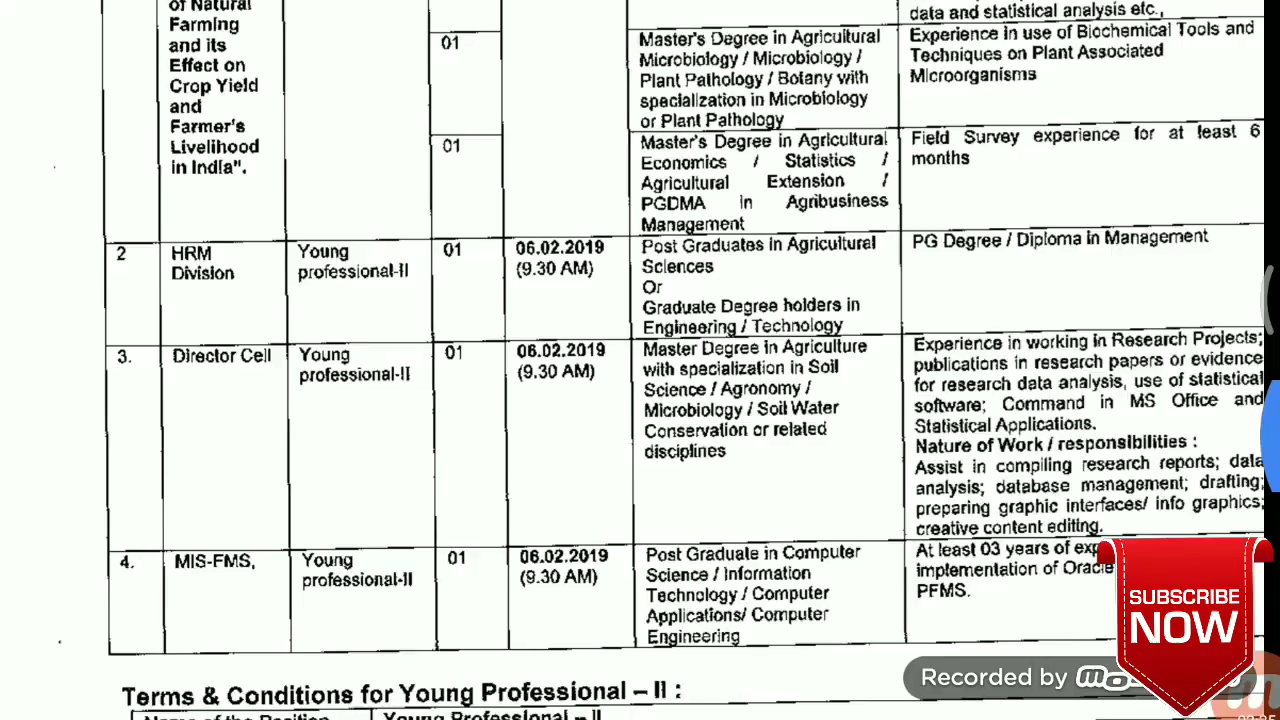 of Natural
Farming
and its
Effect on
Crop Yield
and
Farmer's
Livelihood
in India".
data and statistical analysis etc.,
01
Master's Degree in Agricultural
Microbiology / Microbiology /
Plant Pathology / Botany with
specialization in Microbiology
or Plant Pathology
Experience in use of Biochemical Tools and
Techniques on Plant Associated
Microorganisms
01
Master's Degree in Agricultural
Economics / Statistics /
Agricultural Extension /
PGDMA in Agribusiness
Management
Field Survey experience for at least 6
months
2
HRM
Division
Young
professional-II
01
06.02.2019
(9.30 AM)
Post Graduates in Agricultural
Sciences
Or
Graduate Degree holders in
Engineering / Technology
PG Degree / Diploma in Management
3.
Director Cell
Young
professional-II
01
06.02.2019
(9.30 AM)
Master Degree in Agriculture
with specialization in Soil
Science / Agronomy /
Microbiology / Soil Water
Conservation or related
disciplines
Experience in working in Research Projects;
publications in research papers or evidence
for research data analysis, use of statistical
software; Command in MS Office and
Statistical Applications.
Nature of Work / responsibilities :
Assist in compiling research reports; data
analysis; database management; drafting;
preparing graphic interfaces/ info graphics;
creative content editing.
4.
MIS-FMS,
Young
professional-II
01
06.02.2019
(9.30 AM)
Post Graduate in Computer
Science / Information
Technology / Computer
Applications/ Computer
Engineering
At least 03 years of
implementation of Oracle
PFMS.
SUBSCRIBE
NOW
Recorded by
Terms & Conditions for Young Professional – II :
Name of the Position
Young Professional – II